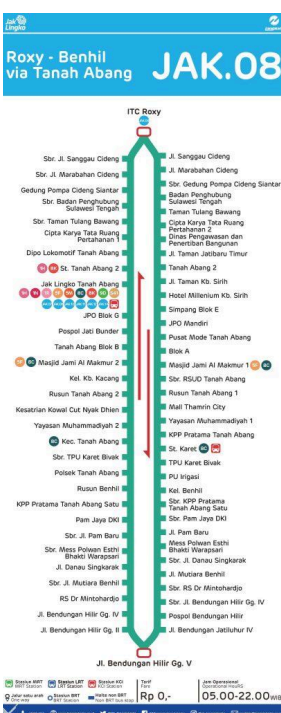 Jak
Lingko
Roxy - Benhil
via Tanah Abang
JAK.08
ITC Roxy
Sbr. Jl. Sanggau Cideng
Sbr. Jl. Marabahan Cideng
Gedung Pompa Cideng Siantar
Sbr. Badan Penghubung
Sulawesi Tengah
Sbr. Taman Tulang Bawang
Cipta Karya Tata Ruang
Pertahanan 1
Dipo Lokomotif Tanah Abang
St. Tanah Abang 2
Jak Lingko Tanah Abang
JPO Blok G
Pospol Jati Bunder
Tanah Abang Blok B
Masjid Jami Al Makmur 2
Kel. Kb. Kacang
Rusun Tanah Abang 2
Kesatrian Kowal Cut Nyak Dhien
Yayasan Muhammadiyah 2
Kec. Tanah Abang
Sbr. TPU Karet Bivak
Polsek Tanah Abang
Rusun Benhil
KPP Pratama Tanah Abang Satu
Pam Jaya DKI
Sbr. Jl. Pam Baru
Sbr. Mess Polwan Esthi
Bhakti Warapsari
Jl. Danau Singkarak
Sbr. Jl. Mutiara Benhil
RS Dr Mintohardjo
Jl. Bendungan Hilir Gg. IV
Jl. Bendungan Hilir Gg. II
Jl. Sanggau Cideng
Jl. Marabahan Cideng
Sbr. Gedung Pompa Cideng Siantar
Badan Penghubung
Sulawesi Tengah
Taman Tulang Bawang
Cipta Karya Tata Ruang
Pertahanan 2
Dinas Pengawasan dan
Penertiban Bangunan
Jl. Taman Jatibaru Timur
Tanah Abang 2
Jl. Taman Kb. Sirih
Hotel Millenium Kb. Sirih
Simpang Blok E
JPO Mandiri
Pusat Mode Tanah Abang
Blok A
Masjid Jami Al Makmur 1
Sbr. RSUD Tanah Abang
Rusun Tanah Abang 1
Mall Thamrin City
Yayasan Muhammadiyah 1
KPP Pratama Tanah Abang
St. Karet
TPU Karet Bivak
PU Irigasi
Kel. Benhil
Sbr. KPP Pratama
Tanah Abang Satu
Sbr. Pam Jaya DKI
Jl. Pam Baru
Mess Polwan Esthi
Bhakti Warapsari
Sbr. Jl. Danau Singkarak
Jl. Mutiara Benhil
Sbr. RS Dr Mintohardjo
Sbr. Jl. Bendungan Hilir Gg. IV
Pospol Benhilir
Jl. Bendungan Jatiluhur IV
Jl. Bendungan Hilir Gg. V
Stasiun MRT
MRT Station
Stasiun LRT
LRT Station
Stasiun KCI
KCI Station
Jalur satu arah
One way
Stasiun BRT
BRT Station
Halte non BRT
Non BRT bus stop
Tarif
Fare
Rp 0,-
Jam Operasional
Operational Hours
05.00-22.00 WIB